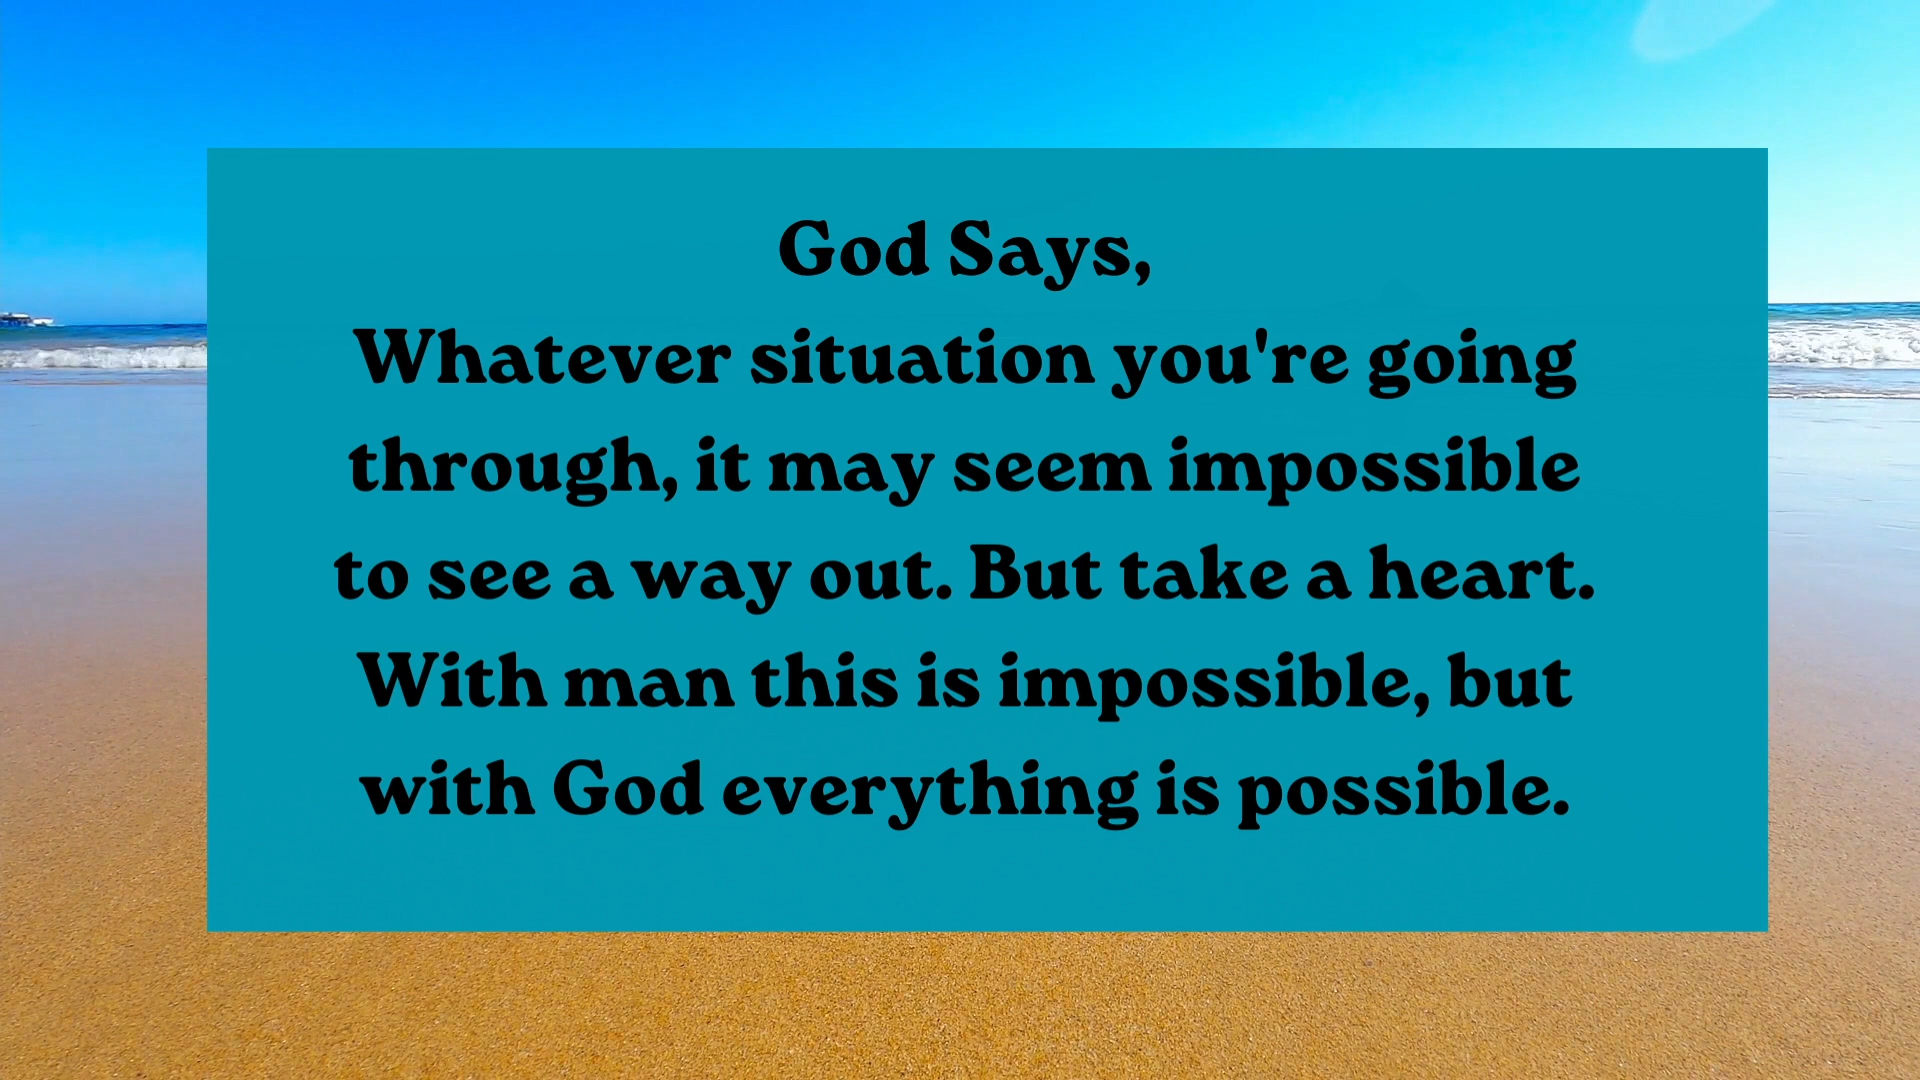 God Says,
Whatever situation you're going
through, it may seem impossible
to see a way out. But take a heart.
With man this is impossible, but
with God everything is possible.